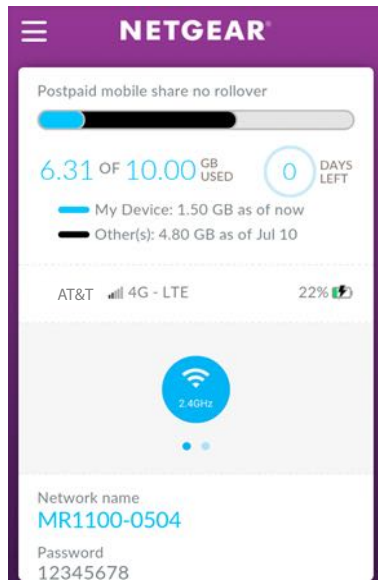 NETGEAR®
Postpaid mobile share no rollover
6.31 OF 10.00 GB USED 0 DAYS LEFT
My Device: 1.50 GB as of now
Other(s): 4.80 GB as of Jul 10
AT&T 4G - LTE 22%
2.4GHz
Network name
MR1100-0504
Password
12345678